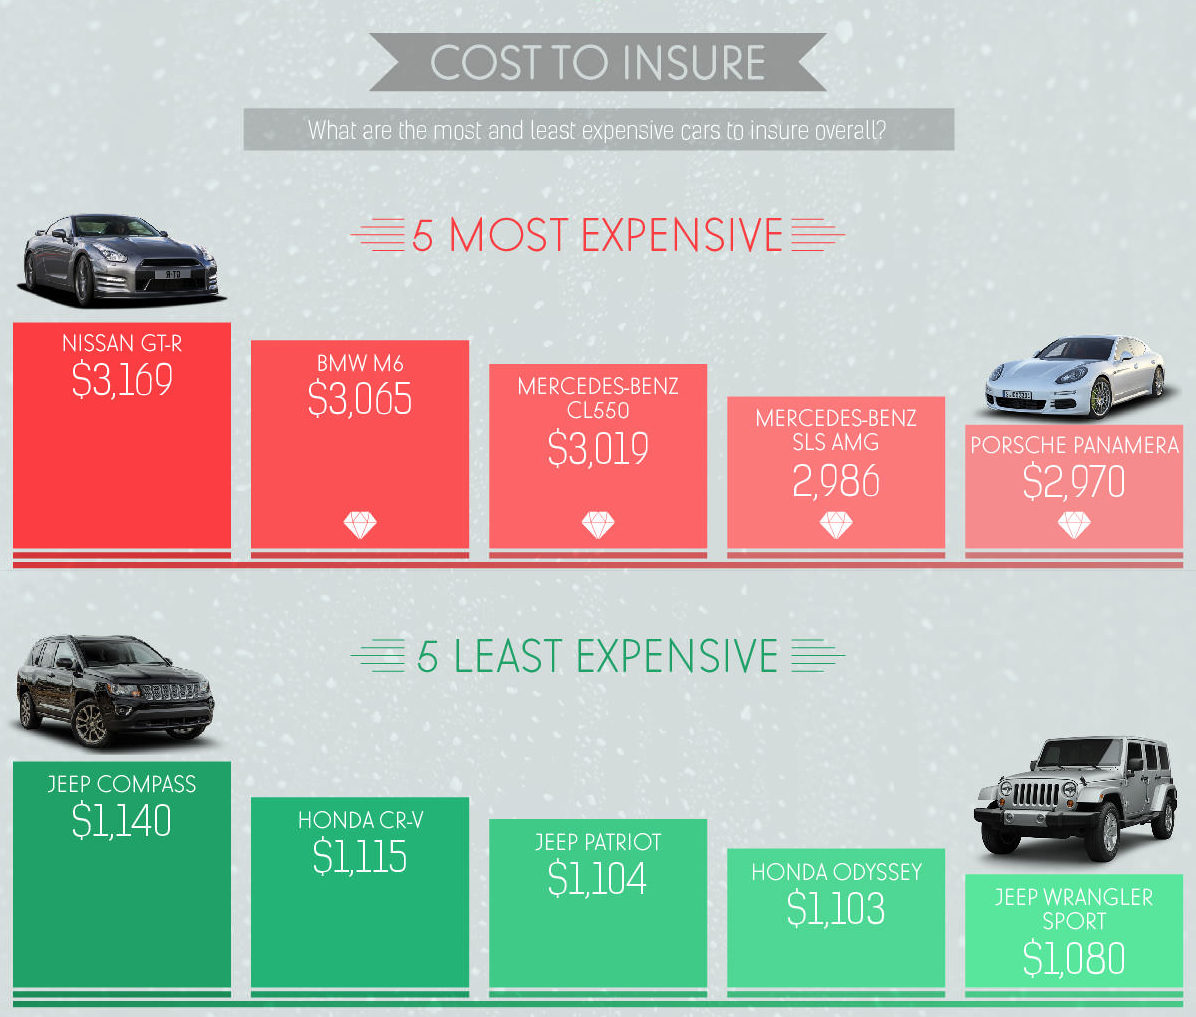 COST TO INSURE
What are the most and least expensive cars to insure overall?
5 MOST EXPENSIVE
NISSAN GT-R
$3,169
BMW M6
$3,065
MERCEDES-BENZ
CL550
$3,019
MERCEDES-BENZ
SLS AMG
2,986
PORSCHE PANAMERA
$2,970
5 LEAST EXPENSIVE
JEEP COMPASS
$1,140
HONDA CR-V
$1,115
JEEP PATRIOT
$1,104
HONDA ODYSSEY
$1,103
JEEP WRANGLER
SPORT
$1,080